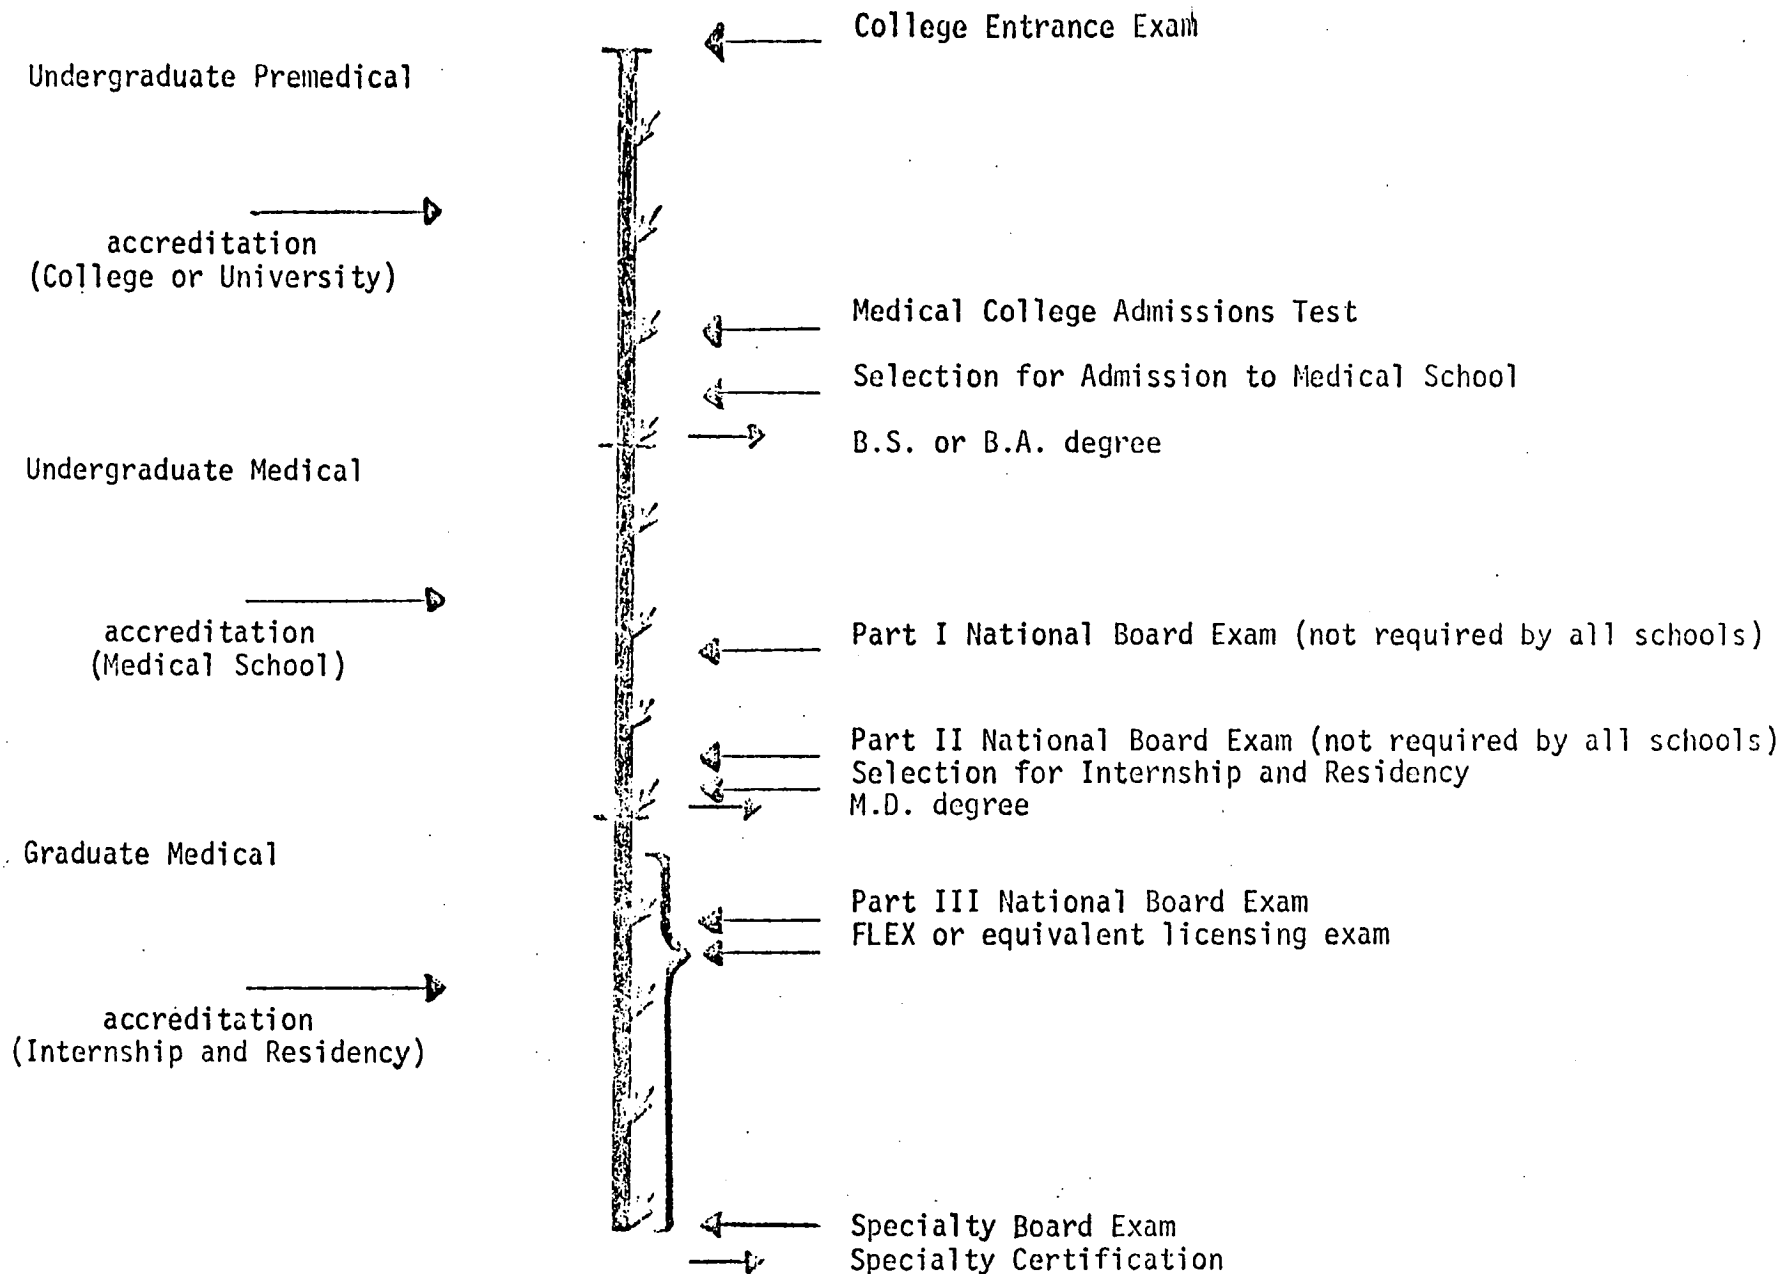 College Entrance Exam
Undergraduate Premedical
accreditation
(College or University)
Medical College Admissions Test
Selection for Admission to Medical School
B.S. or B.A. degree
Undergraduate Medical
accreditation
(Medical School)
Part I National Board Exam (not required by all schools)
Part II National Board Exam (not required by all schools)
Selection for Internship and Residency
M.D. degree
Graduate Medical
Part III National Board Exam
FLEX or equivalent licensing exam
accreditation
(Internship and Residency)
Specialty Board Exam
Specialty Certification